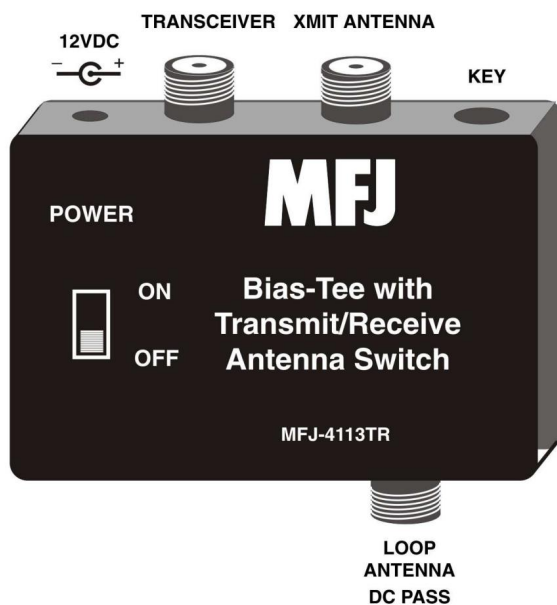 TRANSCEIVER XMIT ANTENNA
12VDC
− +
KEY
MFJ
POWER
ON
OFF
Bias-Tee with
Transmit/Receive
Antenna Switch
MFJ-4113TR
LOOP
ANTENNA
DC PASS